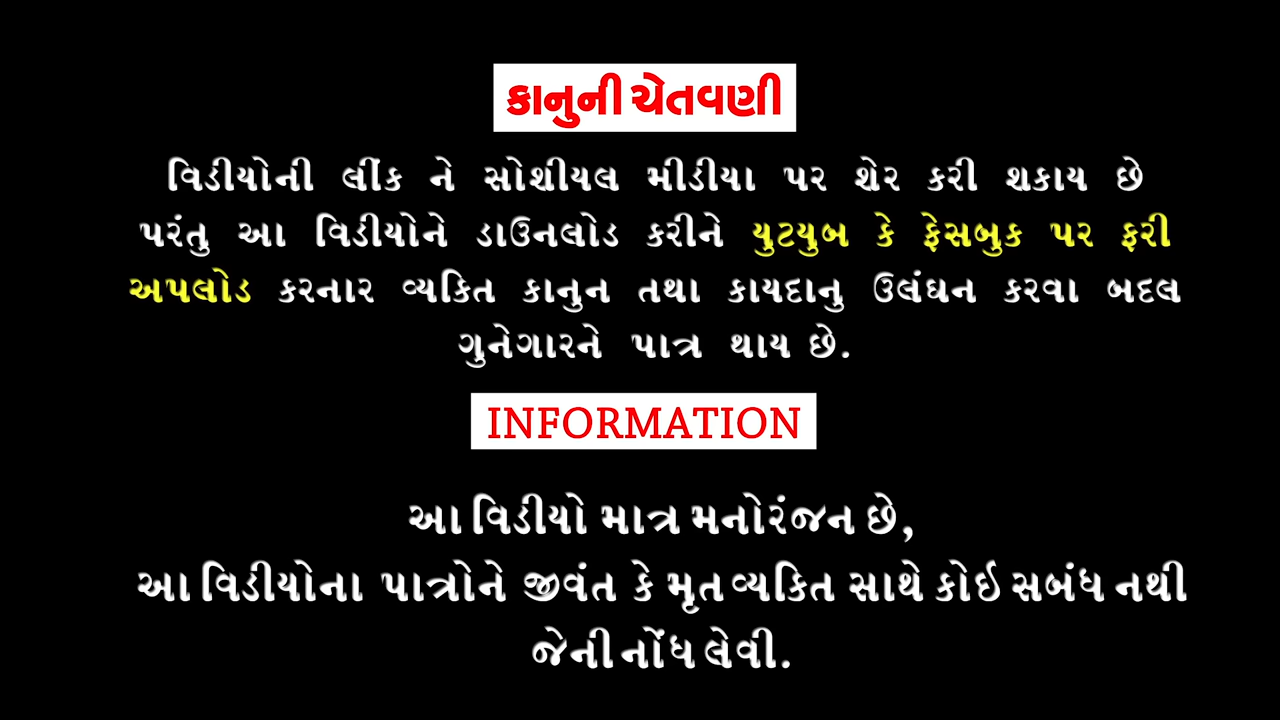 કાનુની ચેતવણી
વિડીયોની લીંક ને સોશીયલ મીડીયા પર શેર કરી શકાય છે
પરંતુ આ વિડીયોને ડાઉનલોડ કરીને યુટયુબ કે ફેસબુક પર ફરી
અપલોડ કરનાર વ્યકિત કાનુન તથા કાયદાનુ ઉલંઘન કરવા બદલ
ગુનેગારને પાત્ર થાય છે.
INFORMATION
આ વિડીયો માત્ર મનોરંજન છે,
આ વિડીયોના પાત્રોને જીવંત કે મૃત વ્યકિત સાથે કોઇ સબંધ નથી
જેની નોંધ લેવી.